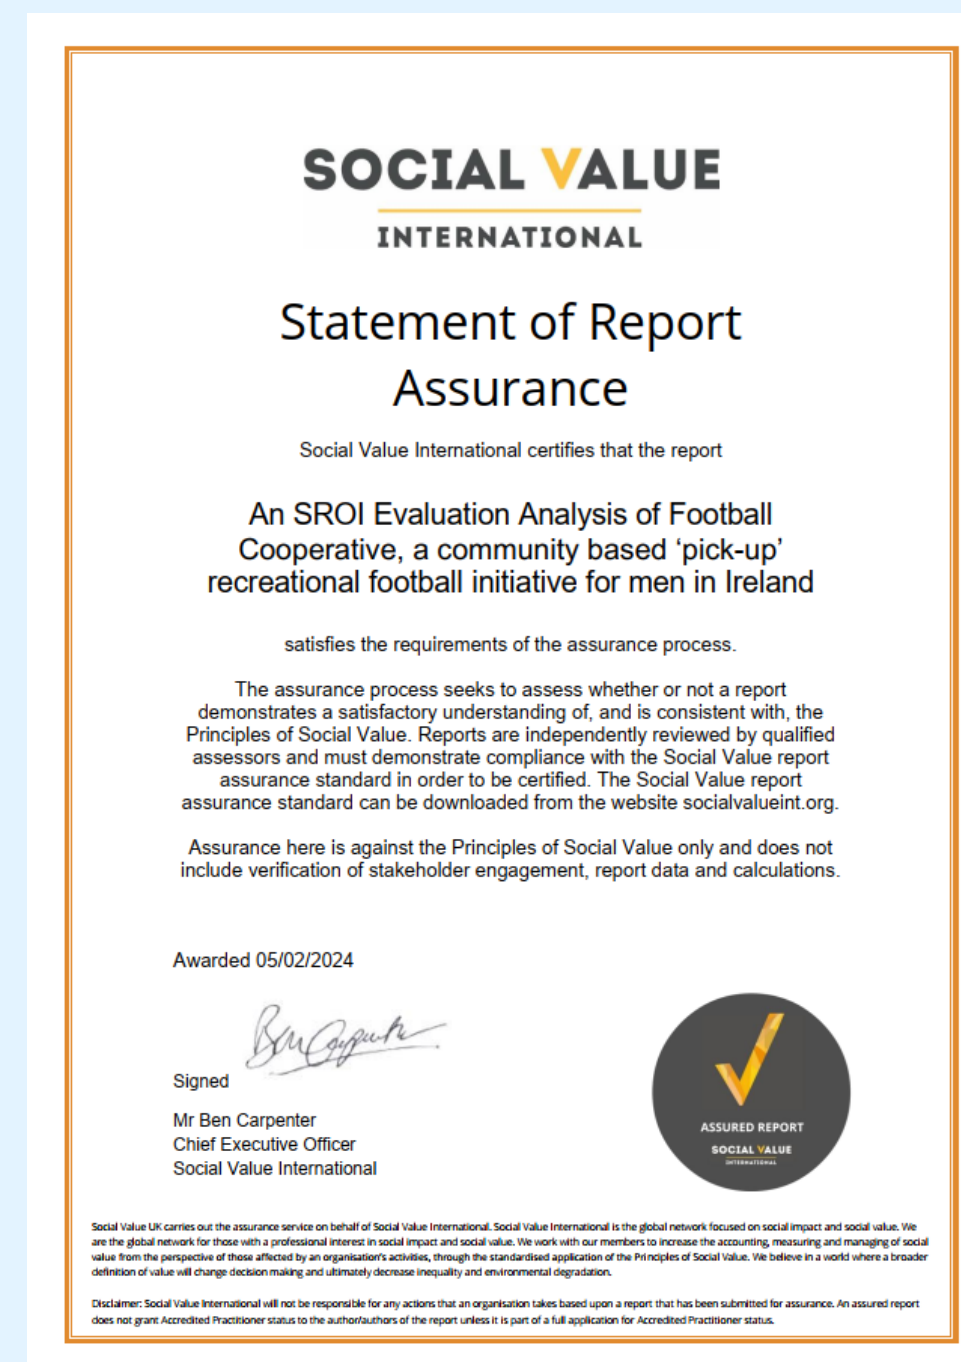 SOCIAL VALUE
INTERNATIONAL
Statement of Report
Assurance
Social Value International certifies that the report
An SROI Evaluation Analysis of Football
Cooperative, a community based ‘pick-up’
recreational football initiative for men in Ireland
satisfies the requirements of the assurance process.
The assurance process seeks to assess whether or not a report
demonstrates a satisfactory understanding of, and is consistent with, the
Principles of Social Value. Reports are independently reviewed by qualified
assessors and must demonstrate compliance with the Social Value report
assurance standard in order to be certified. The Social Value report
assurance standard can be downloaded from the website socialvalueint.org.
Assurance here is against the Principles of Social Value only and does not
include verification of stakeholder engagement, report data and calculations.
Awarded 05/02/2024
Ben Carpenter
Signed
Mr Ben Carpenter
Chief Executive Officer
Social Value International
ASSURED REPORT
SOCIAL VALUE
INTERNATIONAL
Social Value UK carries out the assurance service on behalf of Social Value International. Social Value International is the global network focused on social impact and social value. We
are the global network for those with a professional interest in social impact and social value. We work with our members to increase the accounting, measuring and managing of social
value from the perspective of those affected by an organisation's activities, through the standardised application of the Principles of Social Value. We believe in a world where a broader
definition of value will change decision making and ultimately decrease inequality and environmental degradation.
Disclaimer: Social Value International will not be responsible for any actions that an organisation takes based upon a report that has been submitted for assurance. An assured report
does not grant Accredited Practitioner status to the author/authors of the report unless it is part of a full application for Accredited Practitioner status.